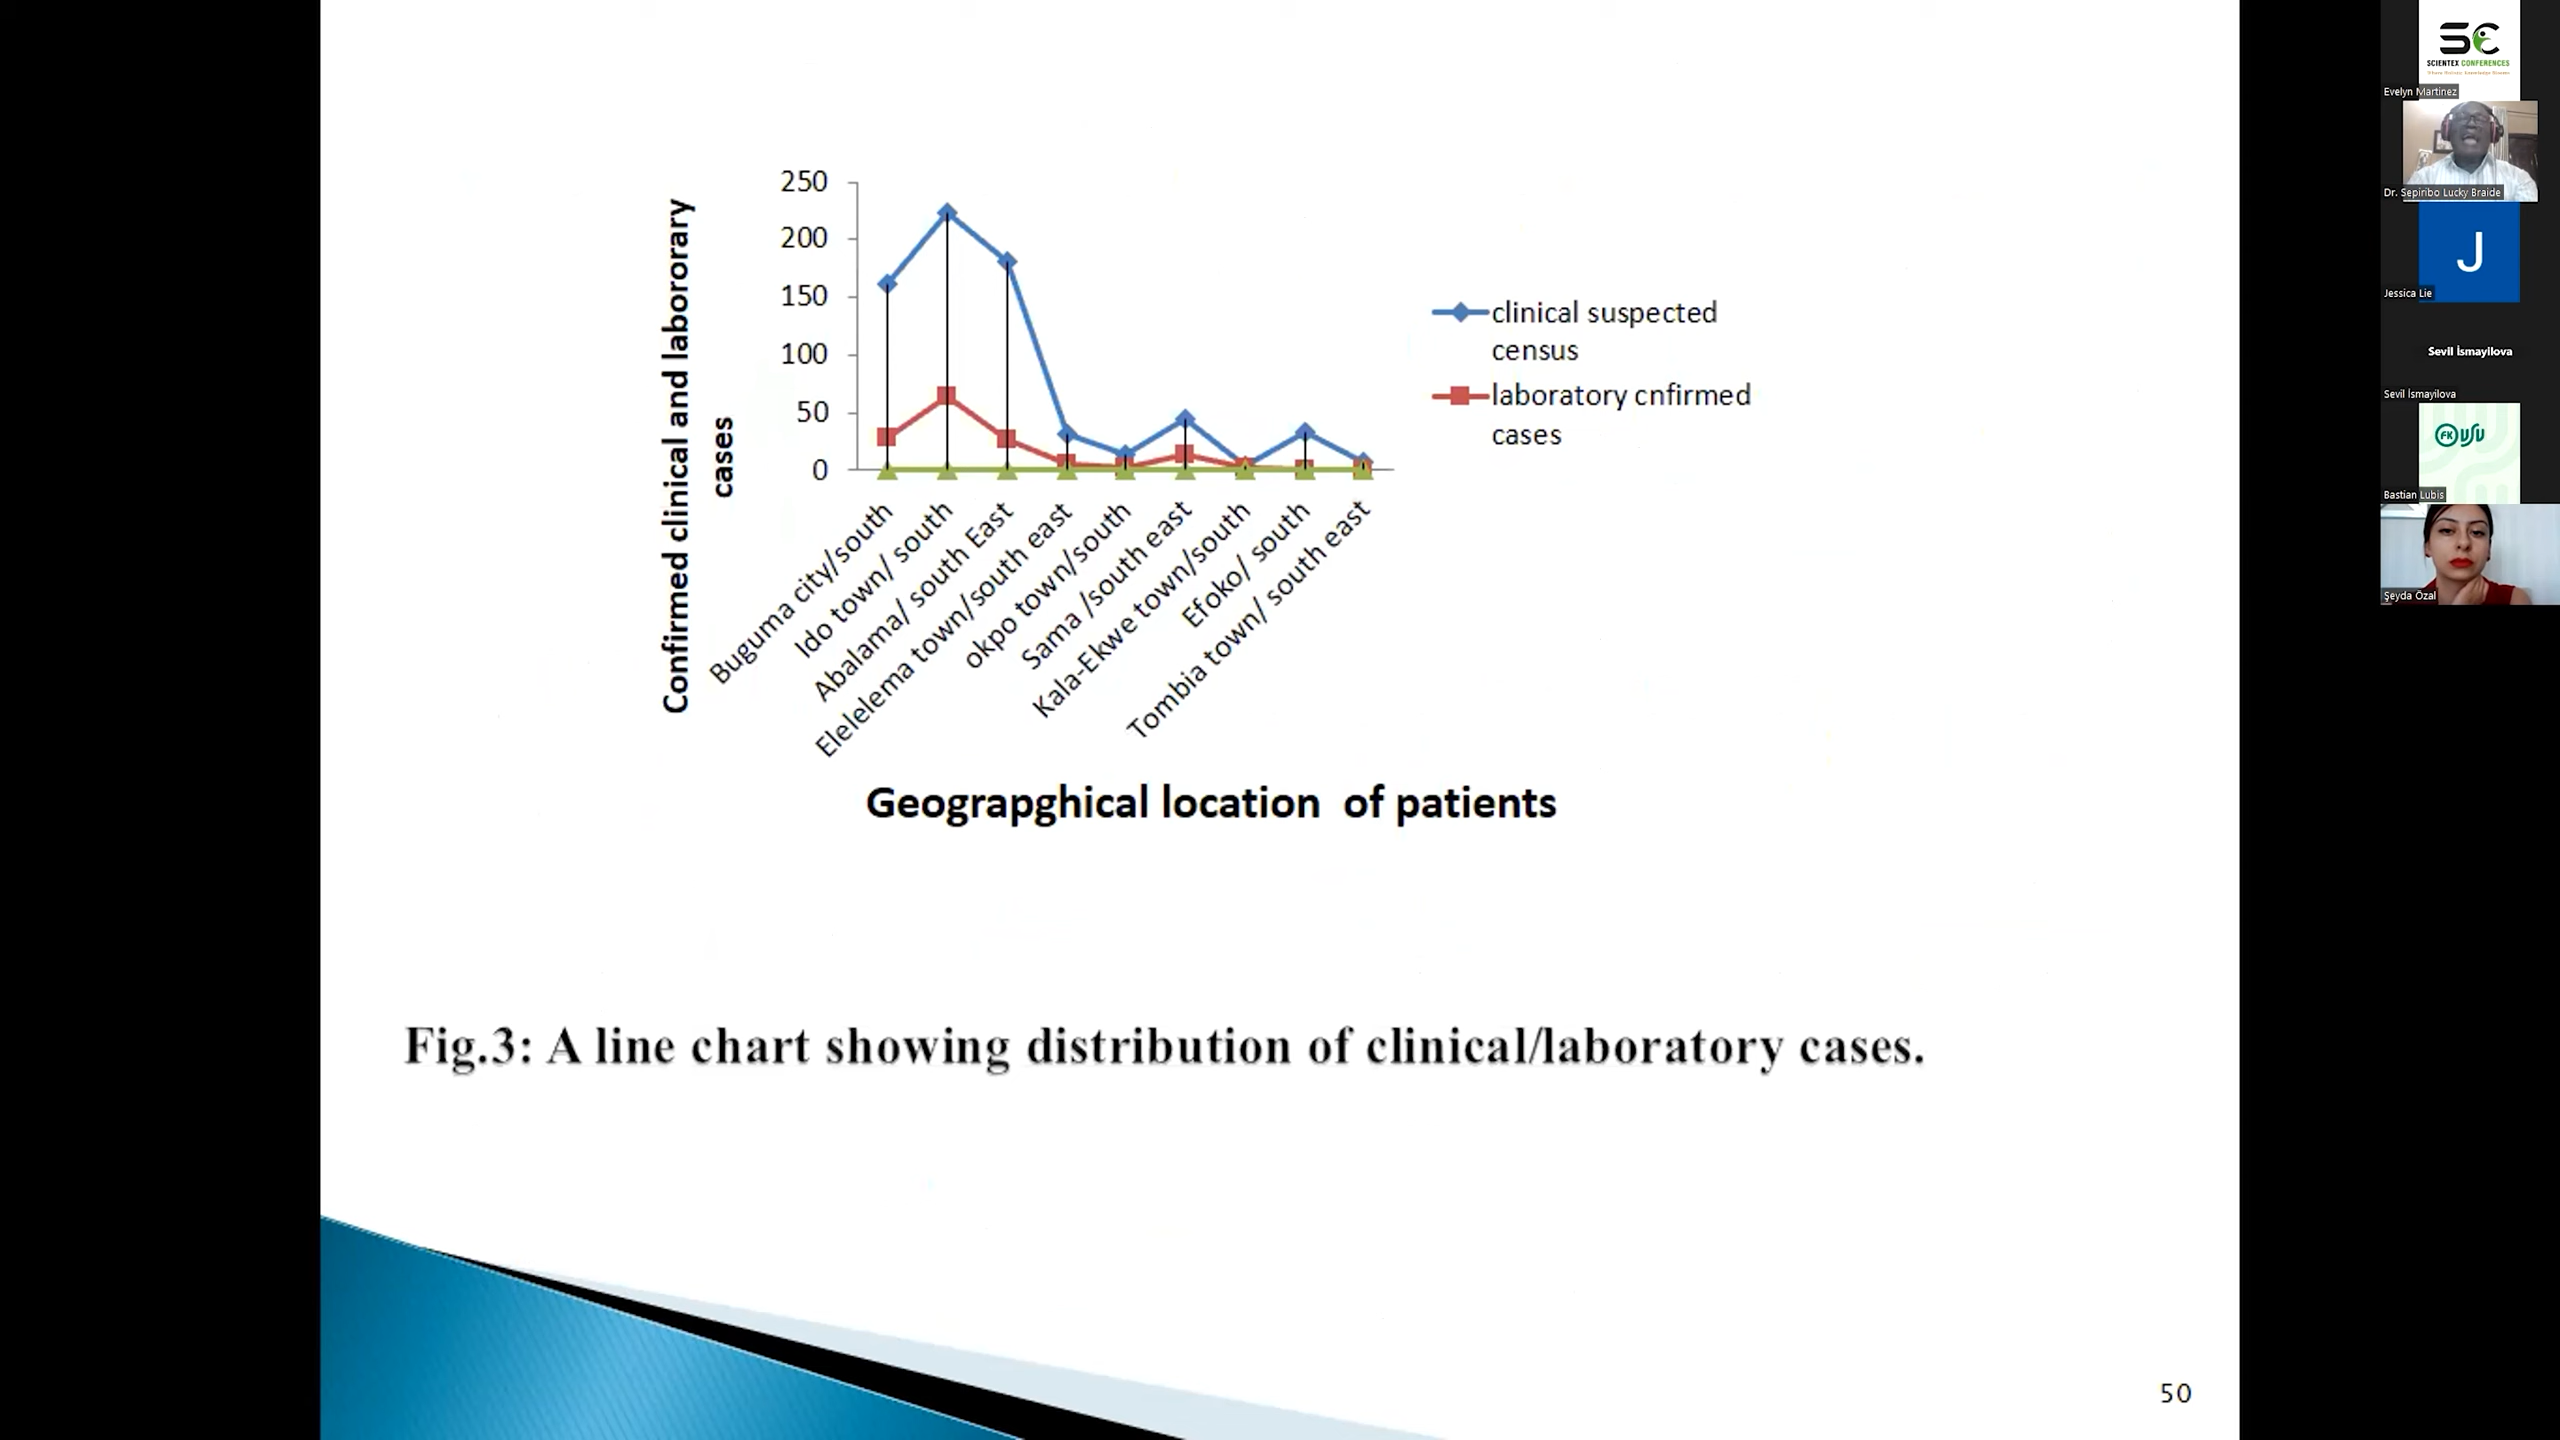 250
200
150
100
50
0
Confirmed clinical and labororary
cases
Buguma city/south
Ido town/ south
Abalama/ south East
Elelelema town/south east
okpo town/south
Sama /south east
Kala-Ekwe town/south
Efoko/ south
Tombia town/ south east
clinical suspected
census
laboratory cnfirmed
cases
Geograpghical location of patients
Fig.3: A line chart showing distribution of clinical/laboratory cases.
50
SC
SCIENTEX CONFERENCES
Evelyn Martinez
Dr. Sepiribo Lucky Braide
J
Jessica Lie
Sevil İsmayilova
Sevil İsmayilova
FK USU
Bastian Lubis
Şeyda Özal